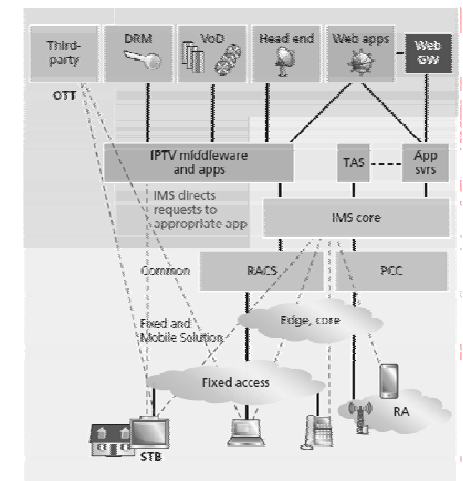 Third-
party
DRM
VoD
Head end
Web apps
Web
GW
OTT
IPTV middleware
and apps
TAS
App
svrs
IMS directs
requests to
appropriate app
IMS core
Common
RACS
PCC
Fixed and
Mobile Solution
Edge, core
Fixed access
RA
STB